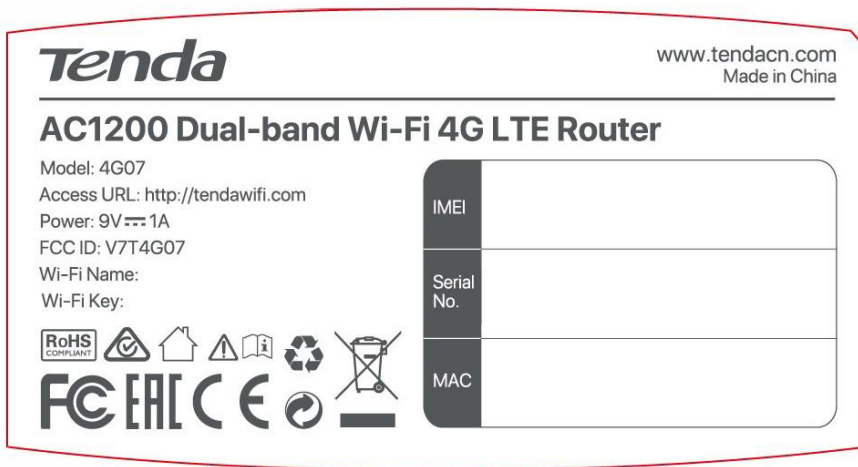 Tenda
www.tendacn.com
Made in China
AC1200 Dual-band Wi-Fi 4G LTE Router
Model: 4G07
Access URL: http://tendawifi.com
Power: 9V⎓1A
FCC ID: V7T4G07
Wi-Fi Name:
Wi-Fi Key:
IMEI
Serial
No.
MAC
RoHS
COMPLIANT
FC EAC CE